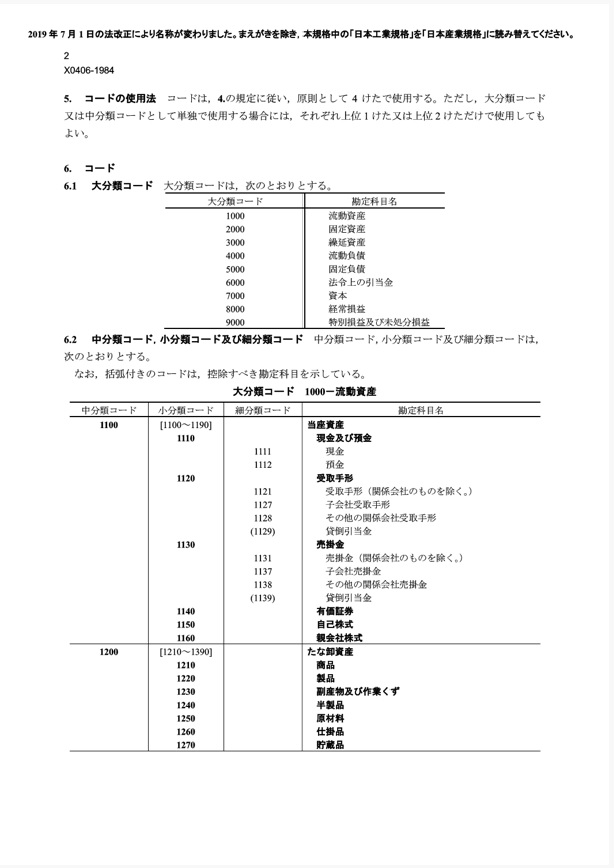 2019 年 7 月 1 日の法改正により名称が変わりました。まえがきを除き，本規格中の「日本工業規格」を「日本産業規格」に読み替えてください。
2
X0406-1984
5. コードの使用法　コードは，4.の規定に従い，原則として 4 けたで使用する。ただし，大分類コード
又は中分類コードとして単独で使用する場合には，それぞれ上位 1 けた又は上位 2 けただけで使用しても
よい。
6. コード
6.1 大分類コード　大分類コードは，次のとおりとする。
大分類コード 勘定科目名
1000 流動資産
2000 固定資産
3000 繰延資産
4000 流動負債
5000 固定負債
6000 法令上の引当金
7000 資本
8000 経常損益
9000 特別損益及び未処分損益
6.2 中分類コード，小分類コード及び細分類コード　中分類コード，小分類コード及び細分類コードは，
次のとおりとする。
なお，括弧付きのコードは，控除すべき勘定科目を示している。
大分類コード　1000－流動資産
中分類コード 小分類コード 細分類コード 勘定科目名
1100 [1100～1190] 当座資産
1110 現金及び預金
1111 現金
1112 預金
1120 受取手形
1121 受取手形（関係会社のものを除く。）
1127 子会社受取手形
1128 その他の関係会社受取手形
(1129) 貸倒引当金
1130 売掛金
1131 売掛金（関係会社のものを除く。）
1137 子会社売掛金
1138 その他の関係会社売掛金
(1139) 貸倒引当金
1140 有価証券
1150 自己株式
1160 親会社株式
1200 [1210～1390] たな卸資産
1210 商品
1220 製品
1230 副産物及び作業くず
1240 半製品
1250 原材料
1260 仕掛品
1270 貯蔵品